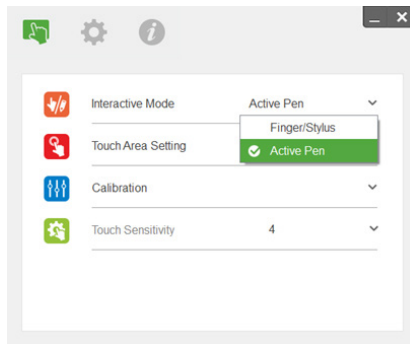 Interactive Mode Active Pen
Finger/Stylus
Touch Area Setting
Active Pen
Calibration
Touch Sensitivity 4